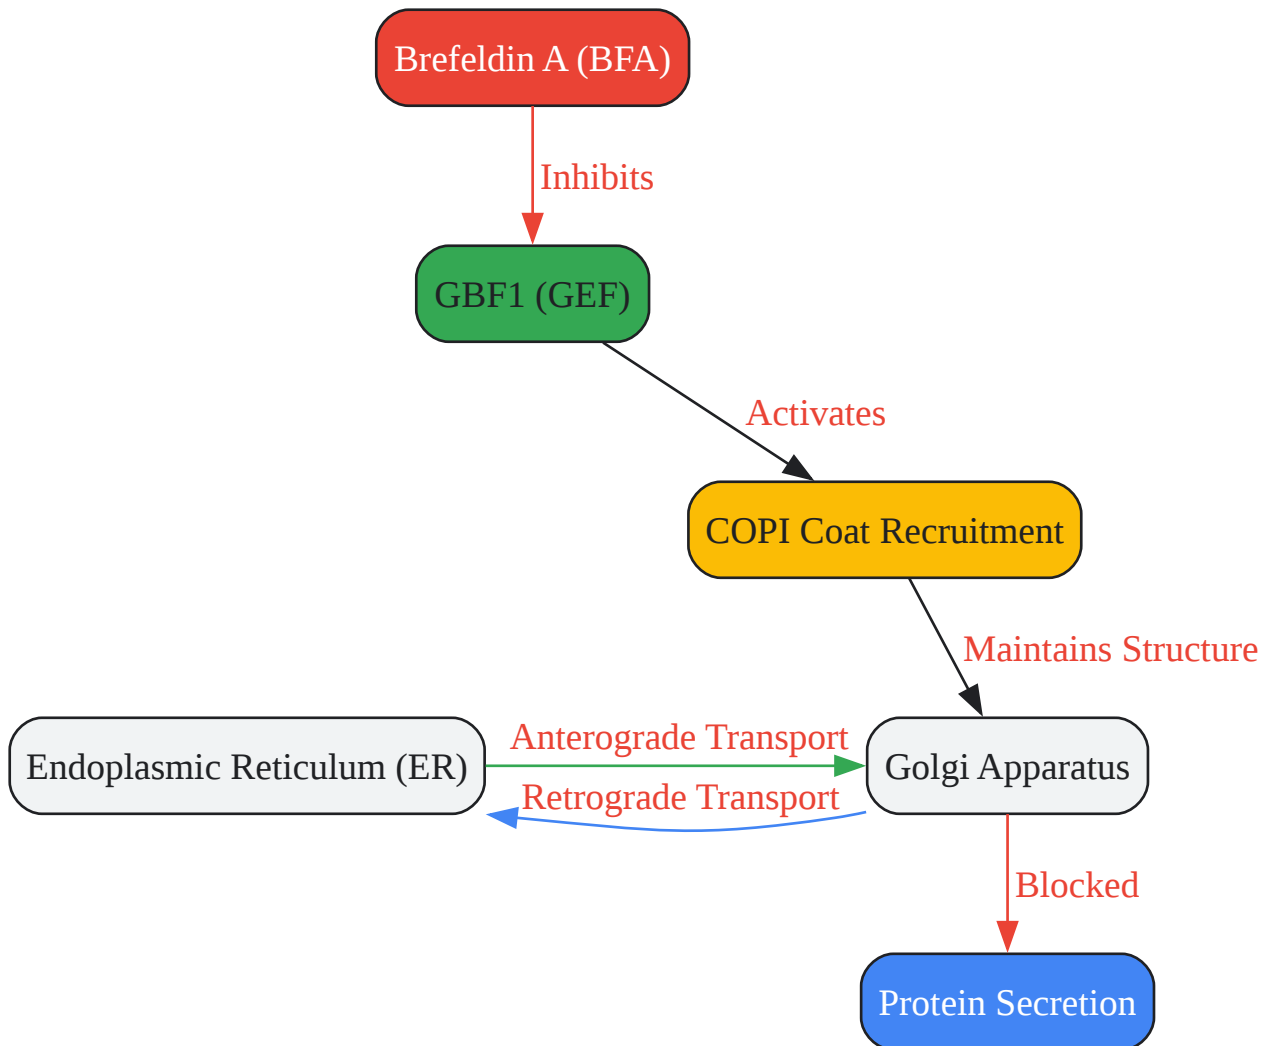 Brefeldin A (BFA)
Inhibits
GBF1 (GEF)
Activates
COPI Coat Recruitment
Maintains Structure
Endoplasmic Reticulum (ER)
Anterograde Transport
Retrograde Transport
Golgi Apparatus
Blocked
Protein Secretion